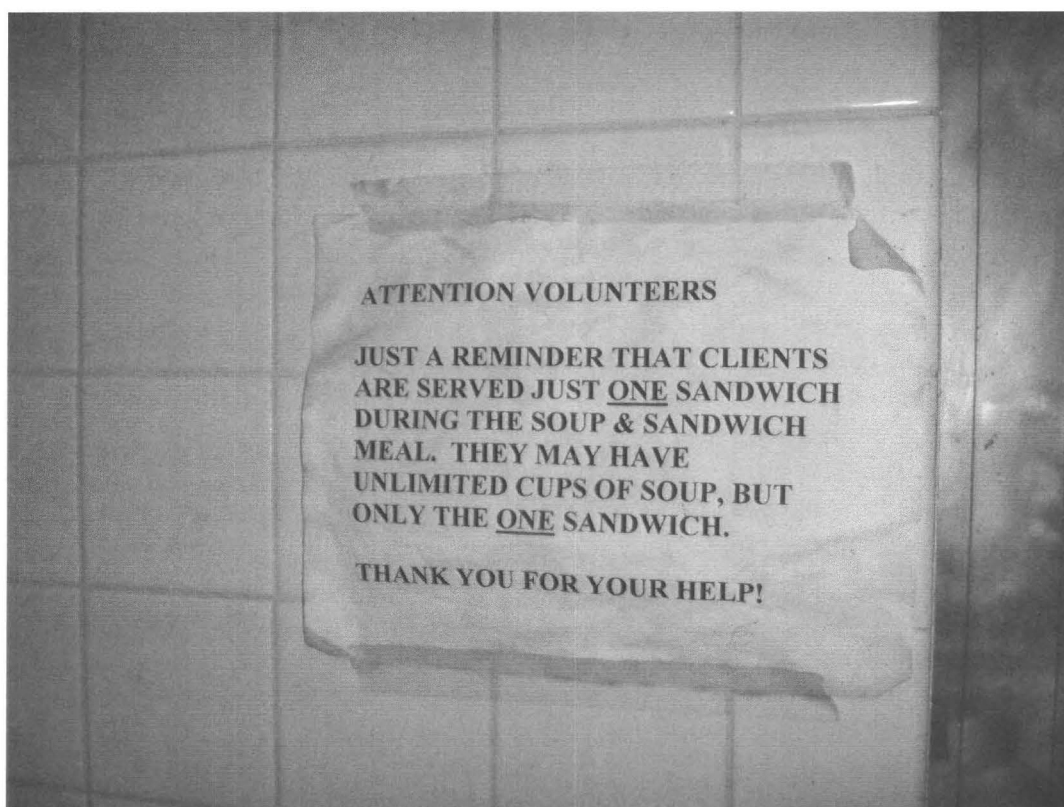 ATTENTION VOLUNTEERS
JUST A REMINDER THAT CLIENTS
ARE SERVED JUST ONE SANDWICH
DURING THE SOUP & SANDWICH
MEAL. THEY MAY HAVE
UNLIMITED CUPS OF SOUP, BUT
ONLY THE ONE SANDWICH.
THANK YOU FOR YOUR HELP!